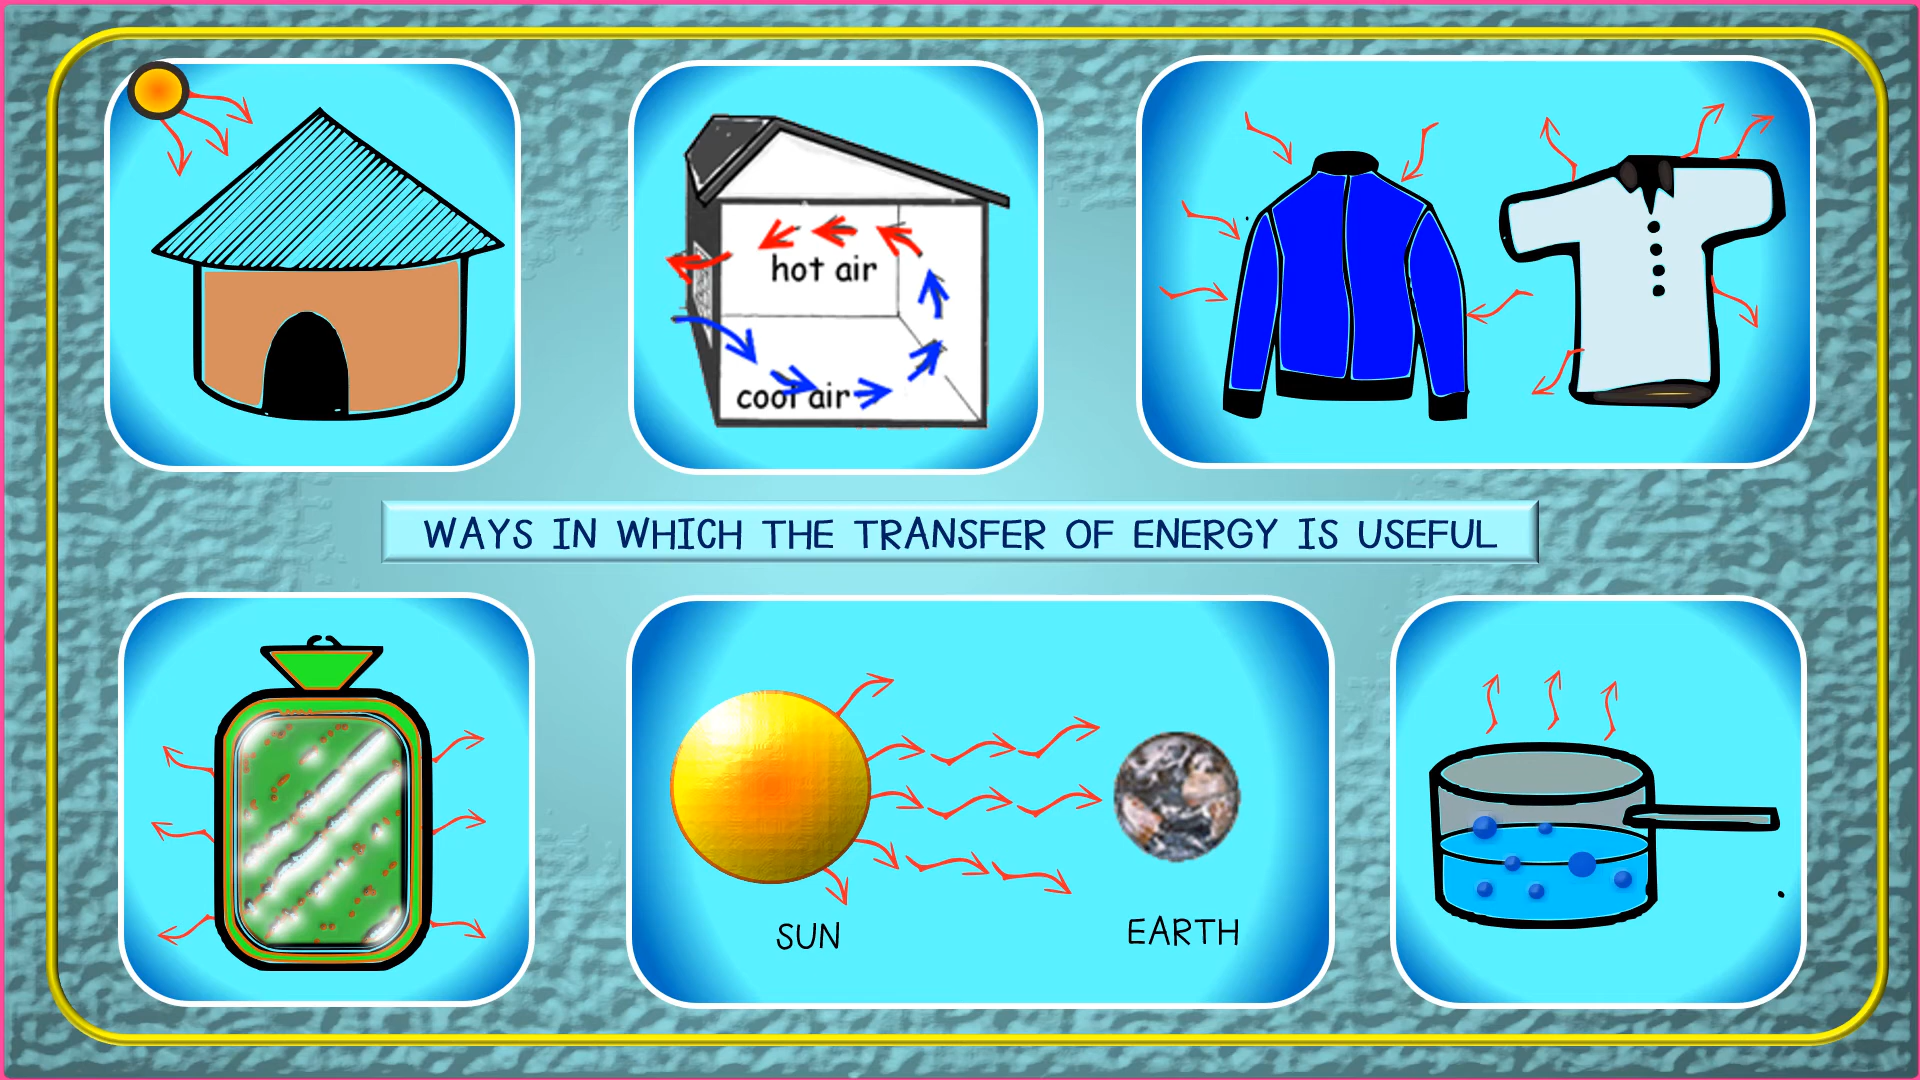 hot air
cool air
WAYS IN WHICH THE TRANSFER OF ENERGY IS USEFUL
SUN
EARTH